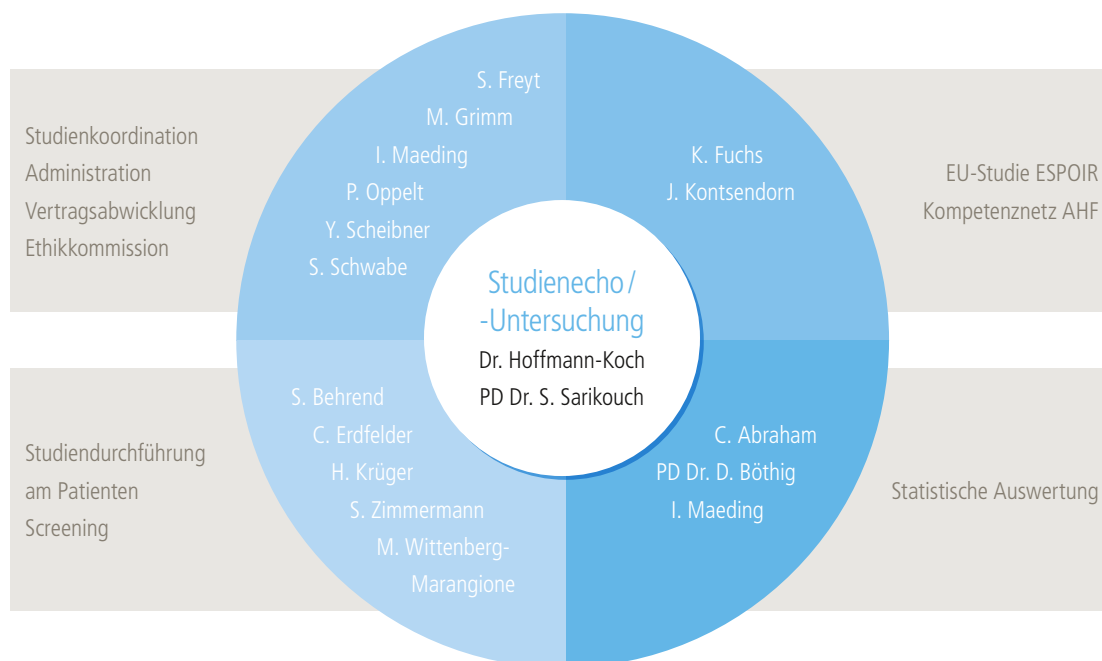 Studienkoordination
Administration
Vertragsabwicklung
Ethikkommission
S. Freyt
M. Grimm
I. Maeding
P. Oppelt
Y. Scheibner
S. Schwabe
K. Fuchs
J. Kontsendorn
EU-Studie ESPOIR
Kompetenznetz AHF
Studienecho /
-Untersuchung
Dr. Hoffmann-Koch
PD Dr. S. Sarikouch
Studiendurchführung
am Patienten
Screening
S. Behrend
C. Erdfelder
H. Krüger
S. Zimmermann
M. Wittenberg-
Marangione
C. Abraham
PD Dr. D. Böthig
I. Maeding
Statistische Auswertung